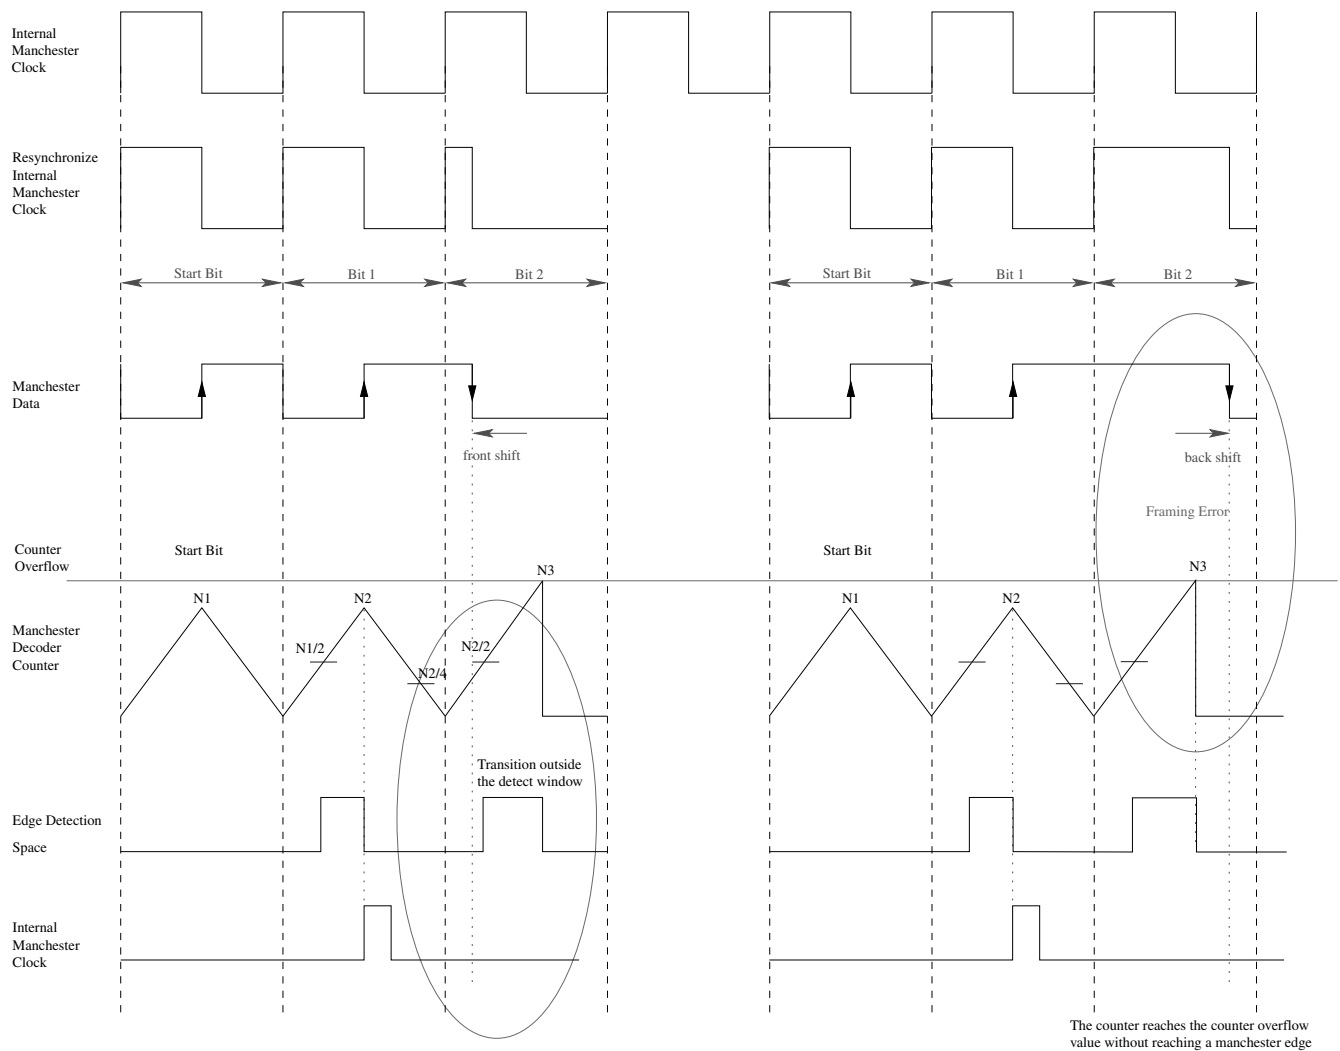 Internal
Manchester
Clock
Resynchronize
Internal
Manchester
Clock
Start Bit
Bit 1
Bit 2
Start Bit
Bit 1
Bit 2
Manchester
Data
front shift
back shift
Framing Error
Counter
Overflow
Start Bit
Start Bit
N3
N3
N1
N2
N1
N2
Manchester
Decoder
Counter
N1/2
N2/4
N2/2
Transition outside
the detect window
Edge Detection
Space
Internal
Manchester
Clock
The counter reaches the counter overflow
value without reaching a manchester edge